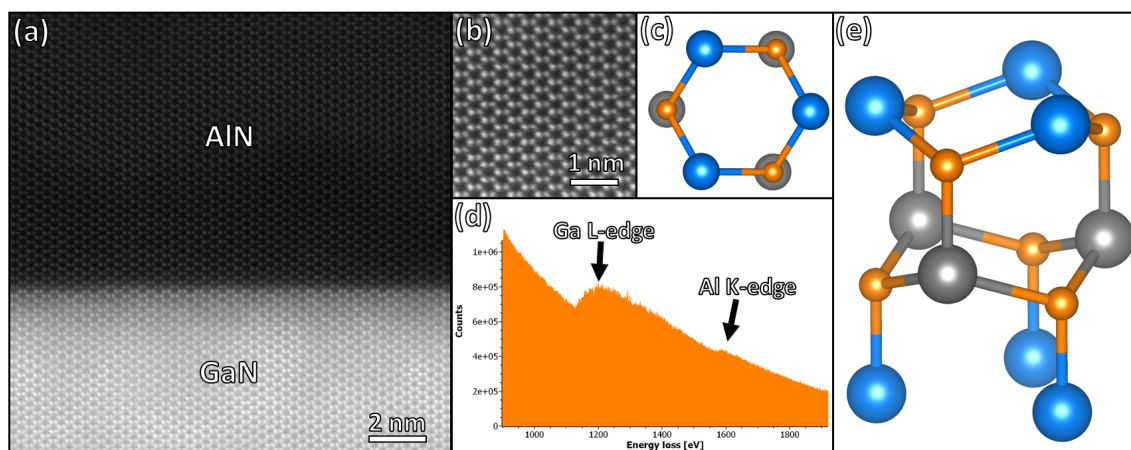 (a)
AlN
GaN
2 nm
(b)
1 nm
(c)
(d)
Ga L-edge
Al K-edge
1e+06
8e+05
6e+05
4e+05
2e+05
0
Counts
1000
1200
1400
1600
1800
Energy loss [eV]
(e)